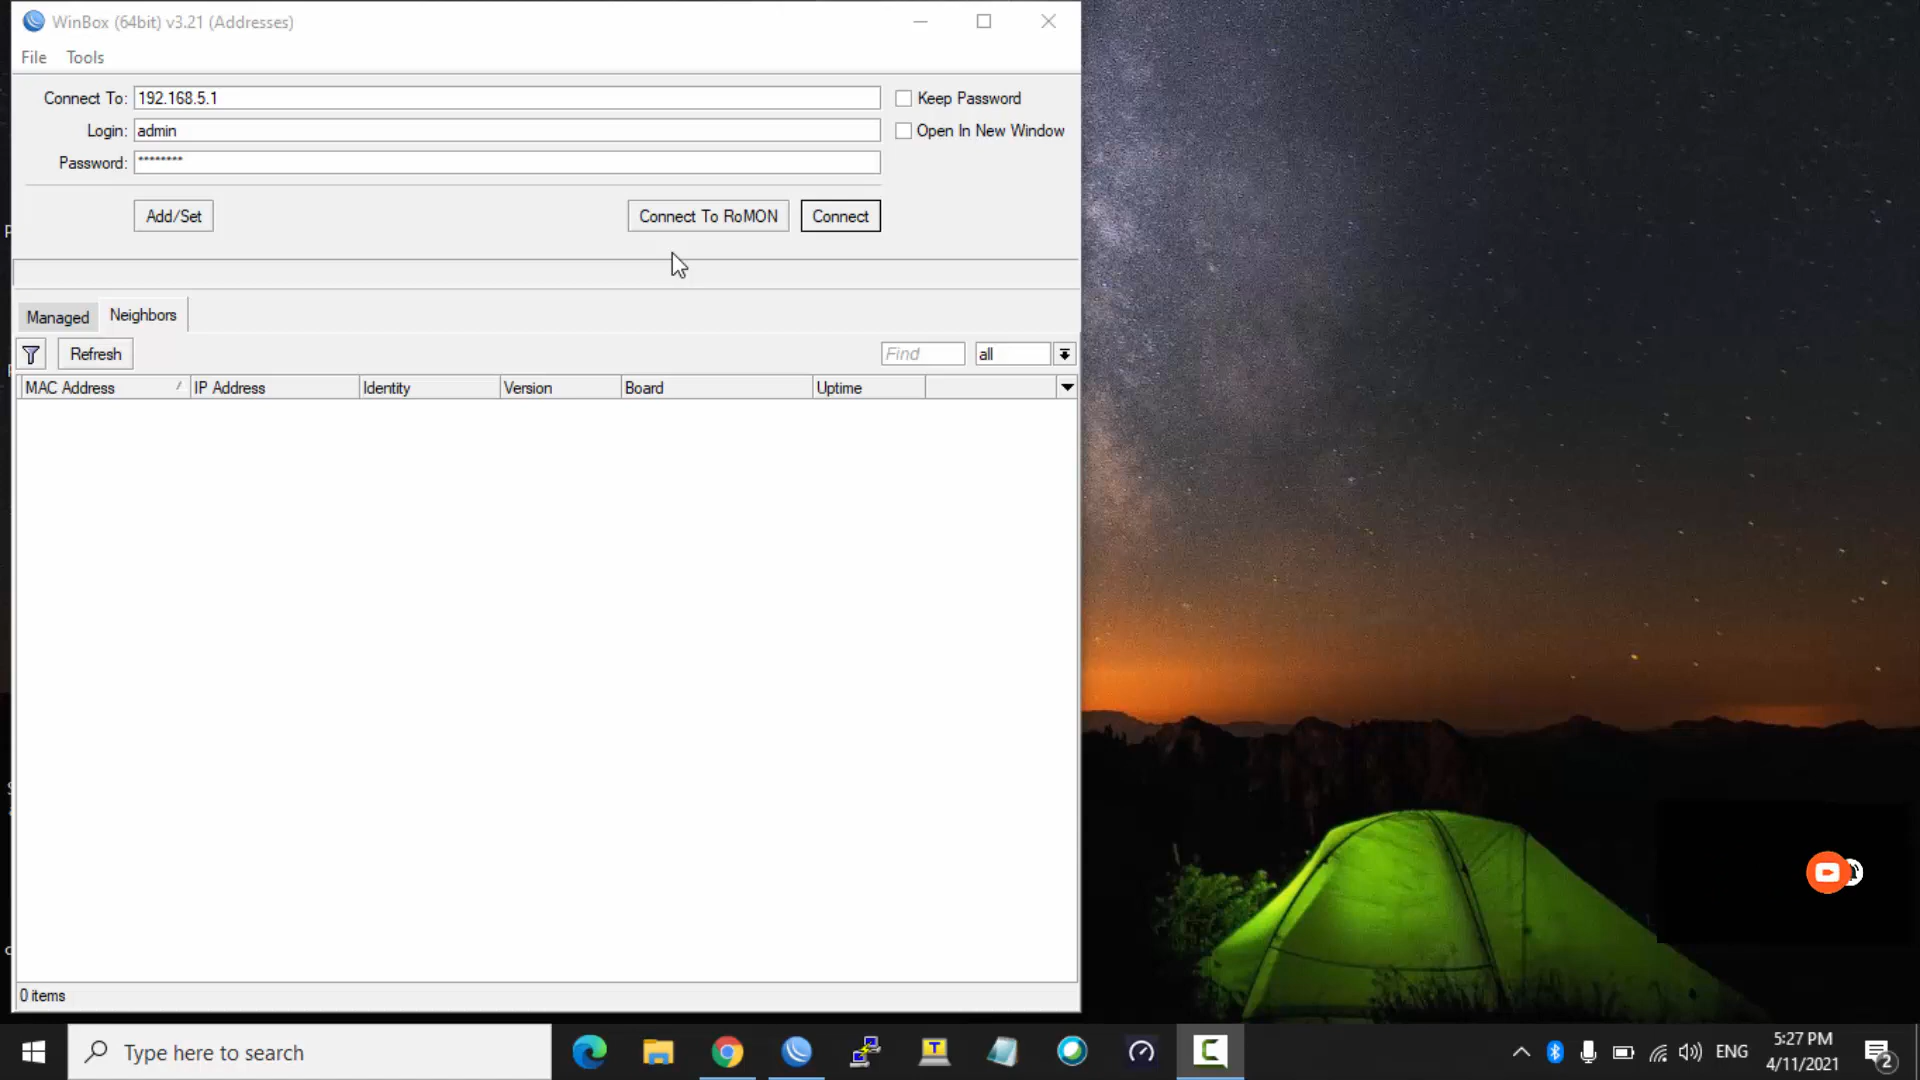 WinBox (64bit) v3.21 (Addresses)
File Tools
Connect To: 192.168.5.1 Keep Password
Login: admin Open In New Window
Password: ********
Add/Set Connect To RoMON Connect
Managed Neighbors
Refresh Find all
MAC Address IP Address Identity Version Board Uptime
0 items
Type here to search
ENG
5:27 PM
4/11/2021
2